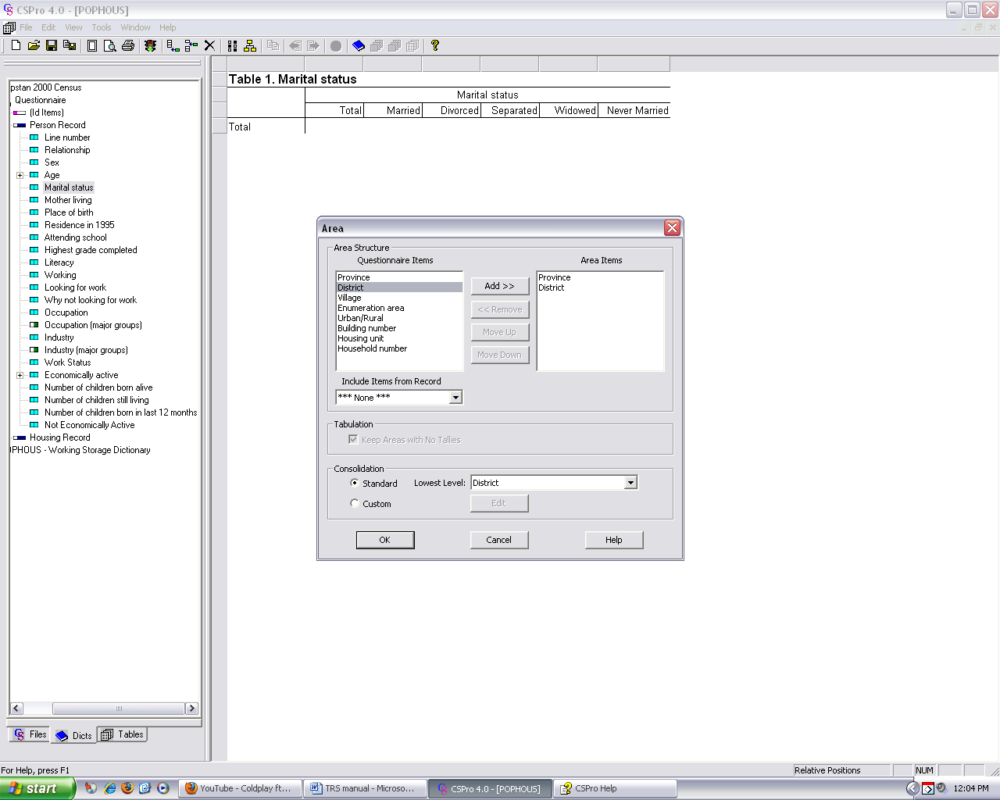 CSPro 4.0 - [POPHOUS]
File Edit View Tools Window Help
pstan 2000 Census
Questionnaire
(Id Items)
Person Record
Line number
Relationship
Sex
Age
Marital status
Mother living
Place of birth
Residence in 1995
Attending school
Highest grade completed
Literacy
Working
Looking for work
Why not looking for work
Occupation
Occupation (major groups)
Industry
Industry (major groups)
Work Status
Economically active
Number of children born alive
Number of children still living
Number of children born in last 12 months
Not Economically Active
Housing Record
PHOUS - Working Storage Dictionary
Files Dicts Tables
Table 1. Marital status
Marital status
Total Married Divorced Separated Widowed Never Married
Total
Area
Area Structure
Questionnaire Items
Province
District
Village
Enumeration area
Urban/Rural
Building number
Housing unit
Household number
Add >>
<< Remove
Move Up
Move Down
Area Items
Province
District
Include Items from Record
*** None ***
Tabulation
Keep Areas with No Tallies
Consolidation
Standard Lowest Level: District
Custom Edit
OK Cancel Help
For Help, press F1
Relative Positions NUM
start
YouTube - Coldplay ft...
TRS manual - Microso...
CSPro 4.0 - [POPHOUS]
CSPro Help
12:04 PM